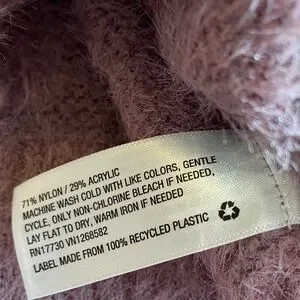 71% NYLON / 29% ACRYLIC
MACHINE WASH COLD WITH LIKE COLORS, GENTLE
CYCLE, ONLY NON-CHLORINE BLEACH IF NEEDED,
LAY FLAT TO DRY, WARM IRON IF NEEDED
RN17730 VN1268582
LABEL MADE FROM 100% RECYCLED PLASTIC